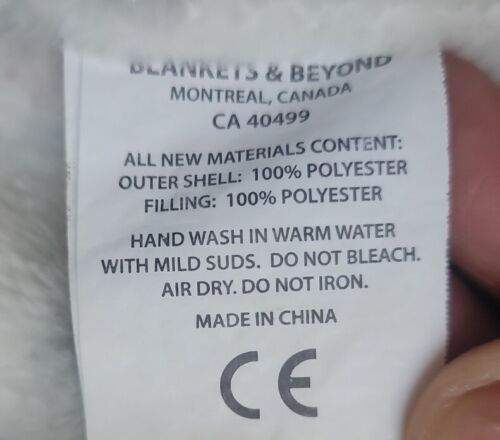 BLANKETS & BEYOND
MONTREAL, CANADA
CA 40499
ALL NEW MATERIALS CONTENT:
OUTER SHELL: 100% POLYESTER
FILLING: 100% POLYESTER
HAND WASH IN WARM WATER
WITH MILD SUDS. DO NOT BLEACH.
AIR DRY. DO NOT IRON.
MADE IN CHINA
CE